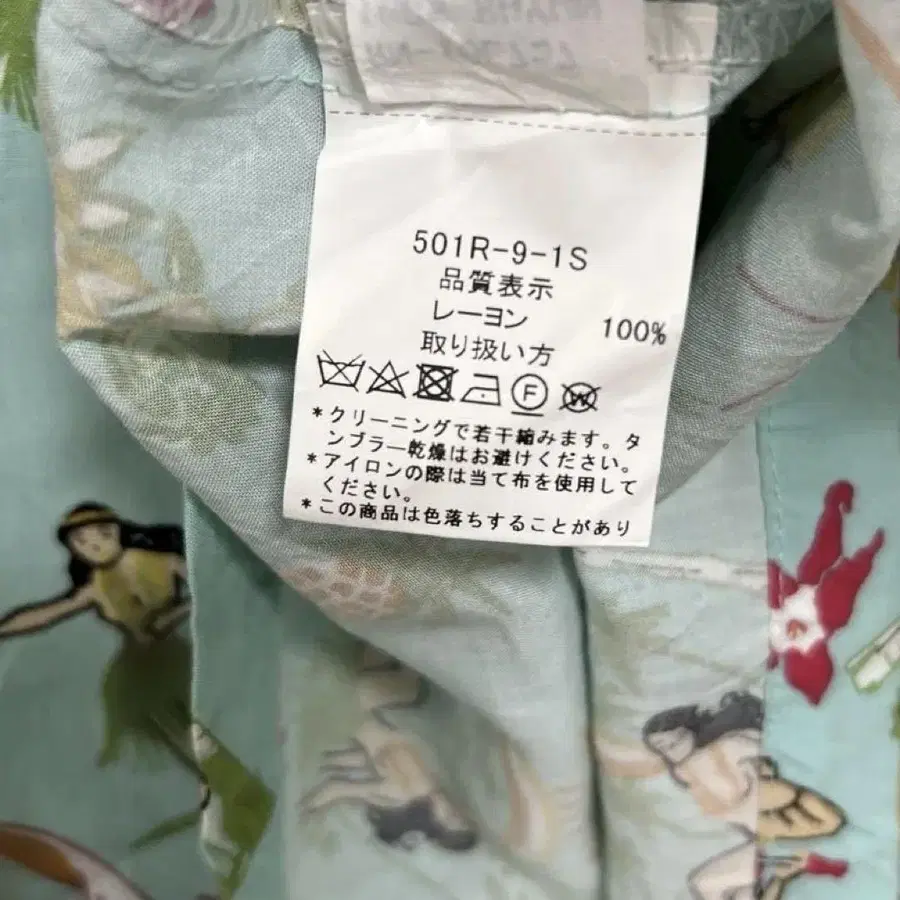 501R-9-1S
品質表示
レーヨン 100%
取り扱い方
F W
*クリーニングで若干縮みます。タ
ンブラー乾燥はお避けください。
*アイロンの際は当て布を使用して
ください。
*この商品は色落ちすることがあり